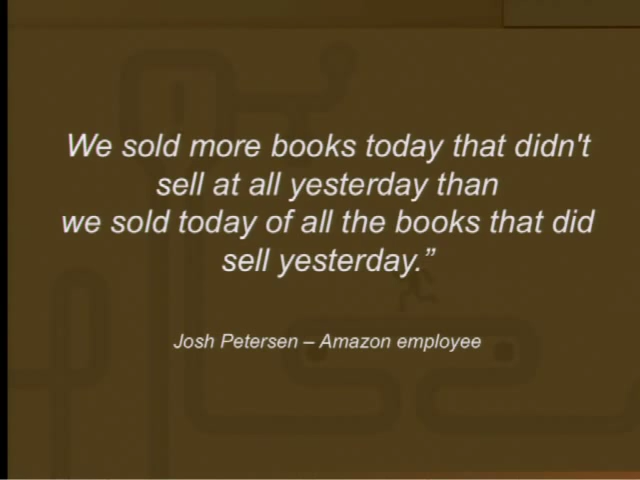 We sold more books today that didn't
sell at all yesterday than
we sold today of all the books that did
sell yesterday.”
Josh Petersen – Amazon employee